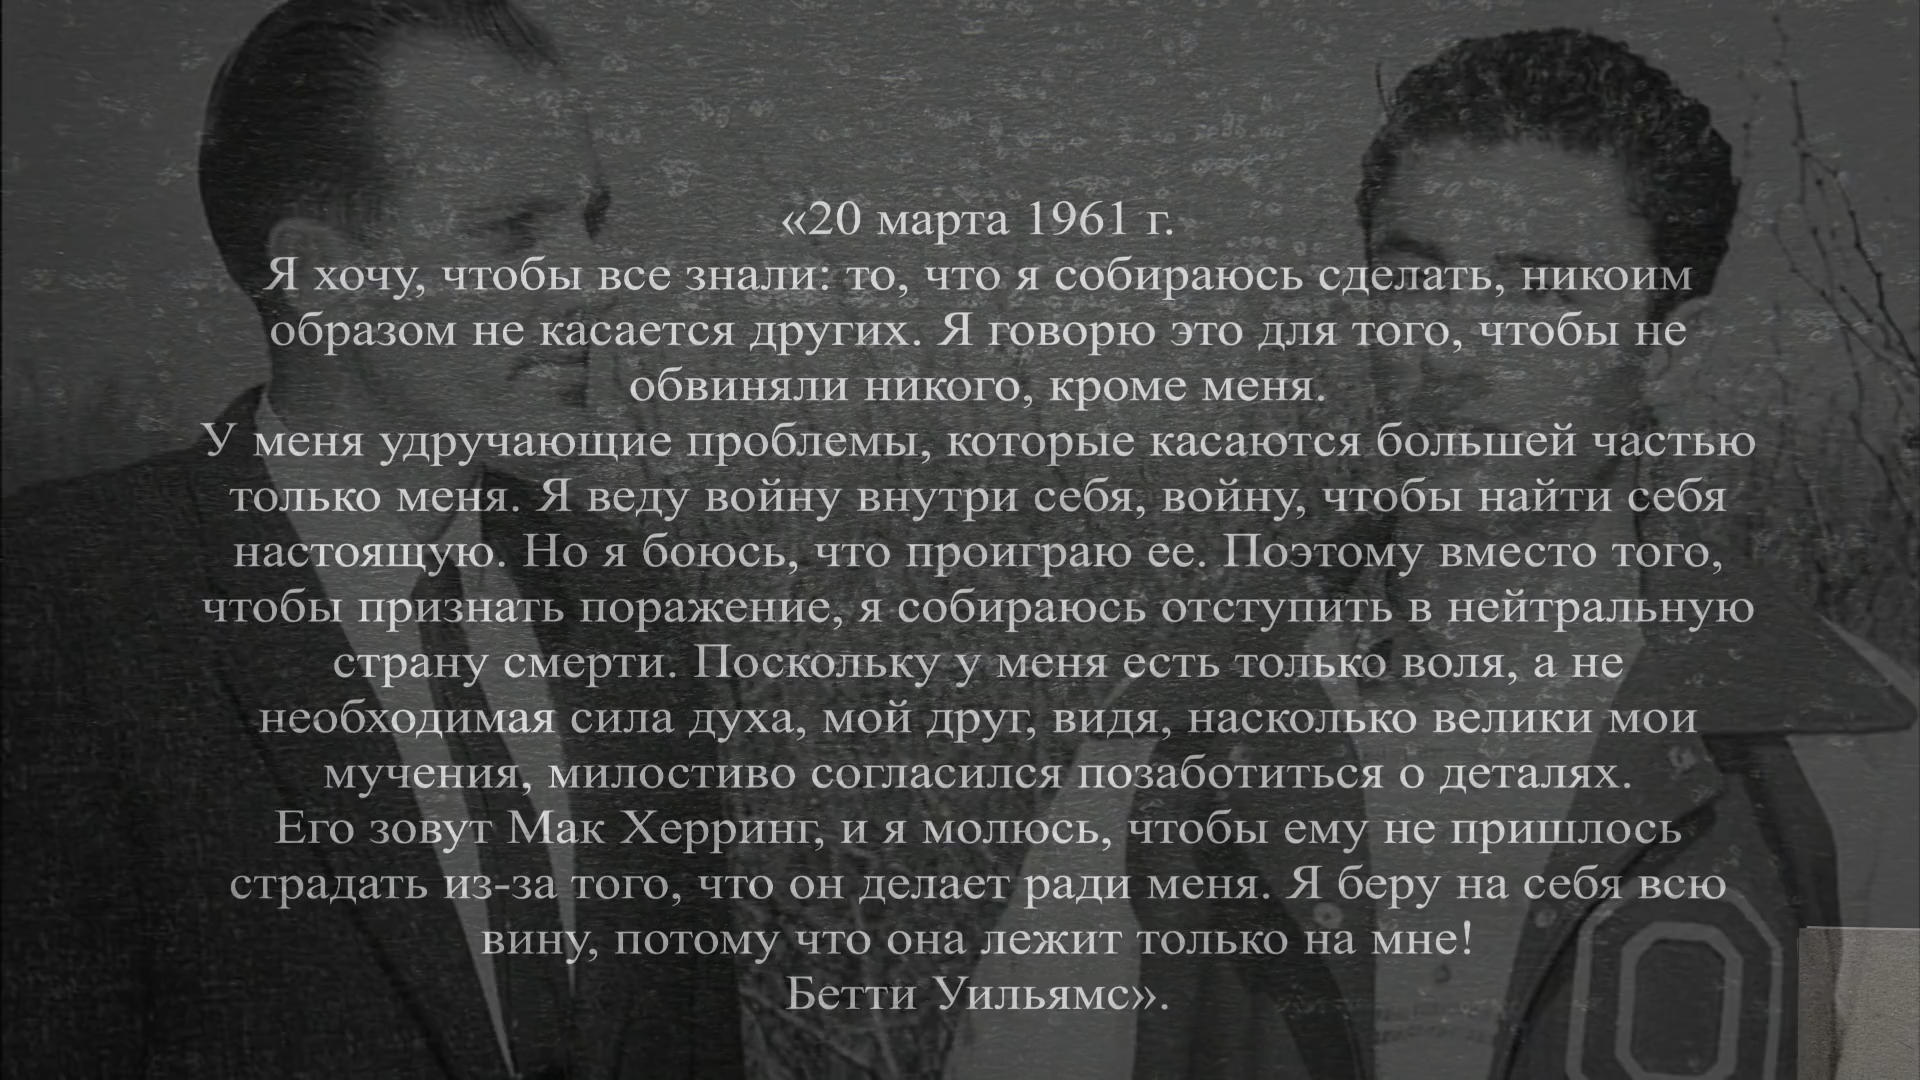 «20 марта 1961 г.
Я хочу, чтобы все знали: то, что я собираюсь сделать, никоим
образом не касается других. Я говорю это для того, чтобы не
обвиняли никого, кроме меня.
У меня удручающие проблемы, которые касаются большей частью
только меня. Я веду войну внутри себя, войну, чтобы найти себя
настоящую. Но я боюсь, что проиграю ее. Поэтому вместо того,
чтобы признать поражение, я собираюсь отступить в нейтральную
страну смерти. Поскольку у меня есть только воля, а не
необходимая сила духа, мой друг, видя, насколько велики мои
мучения, милостиво согласился позаботиться о деталях.
Его зовут Мак Херринг, и я молюсь, чтобы ему не пришлось
страдать из-за того, что он делает ради меня. Я беру на себя всю
вину, потому что она лежит только на мне!
Бетти Уильямс».
O